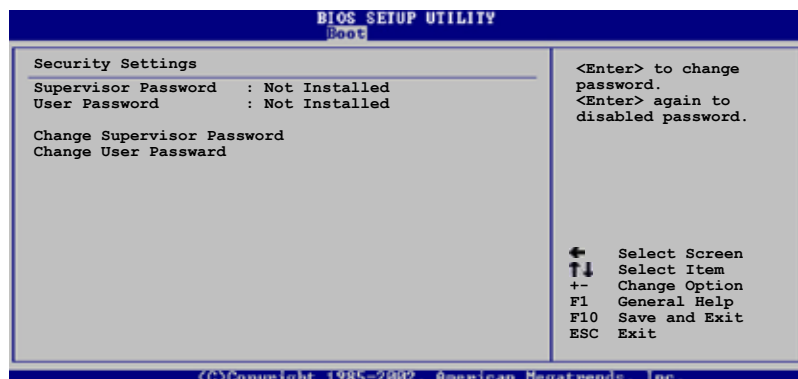 BIOS SETUP UTILITY
Boot
Security Settings
Supervisor Password : Not Installed
User Password : Not Installed
Change Supervisor Password
Change User Passward
<Enter> to change
password.
<Enter> again to
disabled password.
Select Screen
Select Item
+- Change Option
F1 General Help
F10 Save and Exit
ESC Exit
(C)Copyright 1985-2002, American Megatrends, Inc